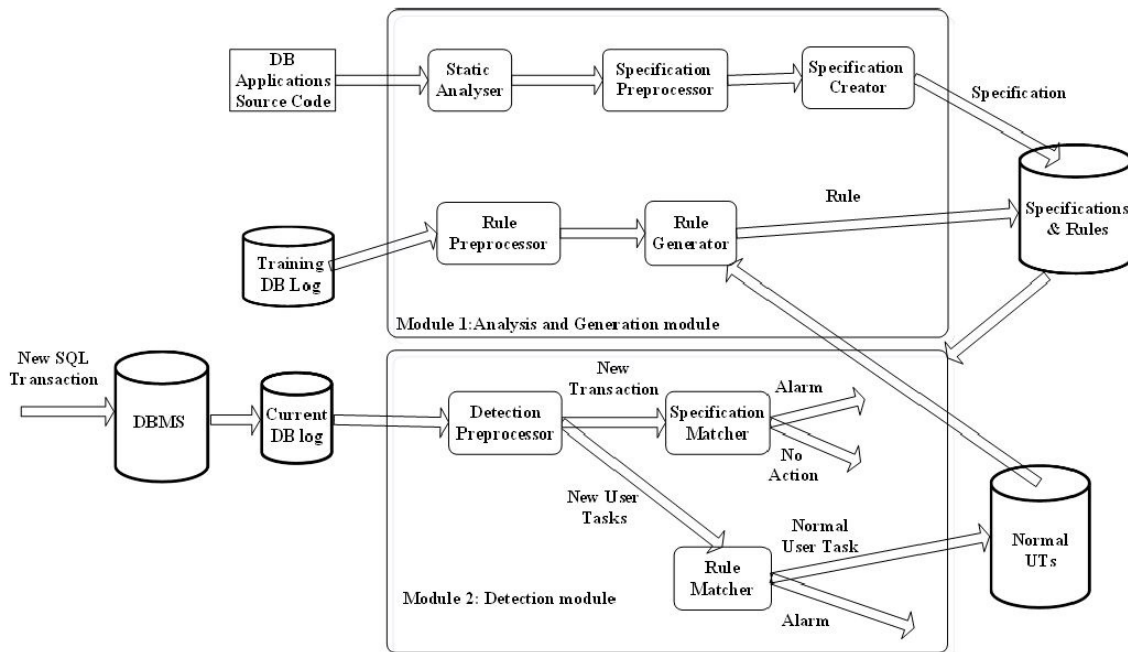 DB
Applications
Source Code
Static
Analyser
Specification
Preprocessor
Specification
Creator
Specification
Specifications
& Rules
Training
DB Log
Rule
Preprocessor
Rule
Generator
Rule
Module 1:Analysis and Generation module
New SQL
Transaction
DBMS
Current
DB log
Detection
Preprocessor
New
Transaction
Specification
Matcher
Alarm
No
Action
New User
Tasks
Rule
Matcher
Normal
User Task
Alarm
Normal
UTs
Module 2: Detection module